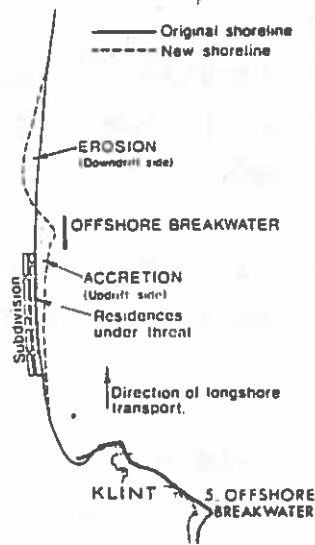 Original shoreline
New shoreline
EROSION
(Downdrift side)
OFFSHORE BREAKWATER
ACCRETION
(Updrift side)
Subdivision
Residences
under threat
Direction of longshore
transport.
KLINT
5. OFFSHORE
BREAKWATER